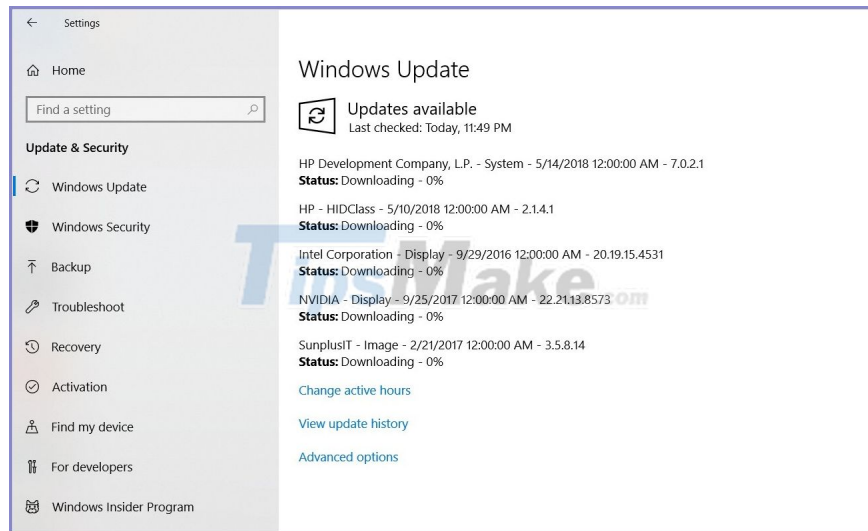 Settings
Home
Find a setting
Update & Security
Windows Update
Windows Security
Backup
Troubleshoot
Recovery
Activation
Find my device
For developers
Windows Insider Program
Windows Update
Updates available
Last checked: Today, 11:49 PM
HP Development Company, L.P. - System - 5/14/2018 12:00:00 AM - 7.0.2.1
Status: Downloading - 0%
HP - HIDClass - 5/10/2018 12:00:00 AM - 2.1.4.1
Status: Downloading - 0%
Intel Corporation - Display - 9/29/2016 12:00:00 AM - 20.19.15.4531
Status: Downloading - 0%
NVIDIA - Display - 9/25/2017 12:00:00 AM - 22.21.13.8573
Status: Downloading - 0%
SunplusIT - Image - 2/21/2017 12:00:00 AM - 3.5.8.14
Status: Downloading - 0%
Change active hours
View update history
Advanced options
TipsMake.com